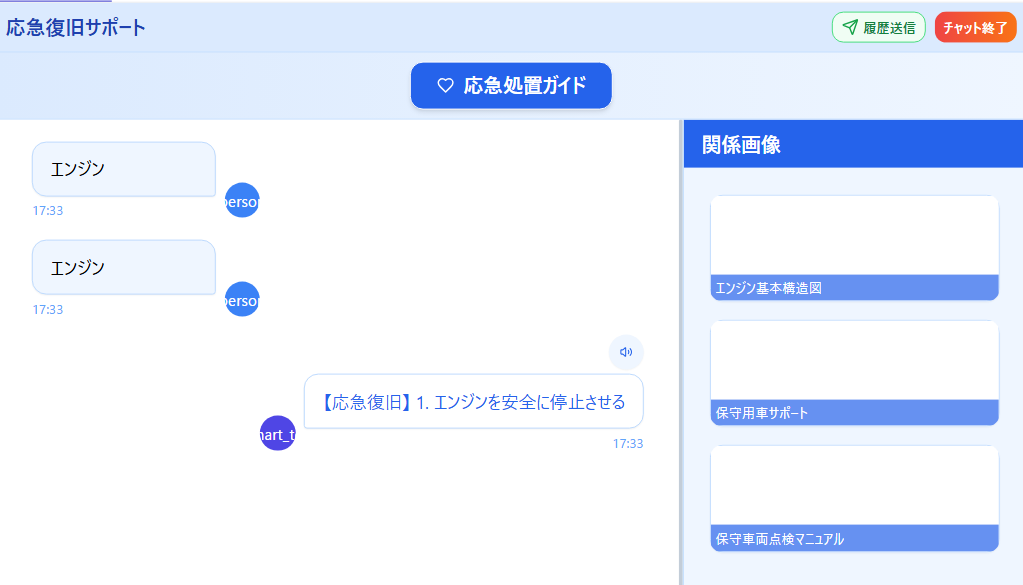 応急復旧サポート
履歴送信
チャット終了
応急処置ガイド
関係画像
エンジン
17:33
エンジン
17:33
【応急復旧】1. エンジンを安全に停止させる
17:33
エンジン基本構造図
保守用車サポート
保守車両点検マニュアル